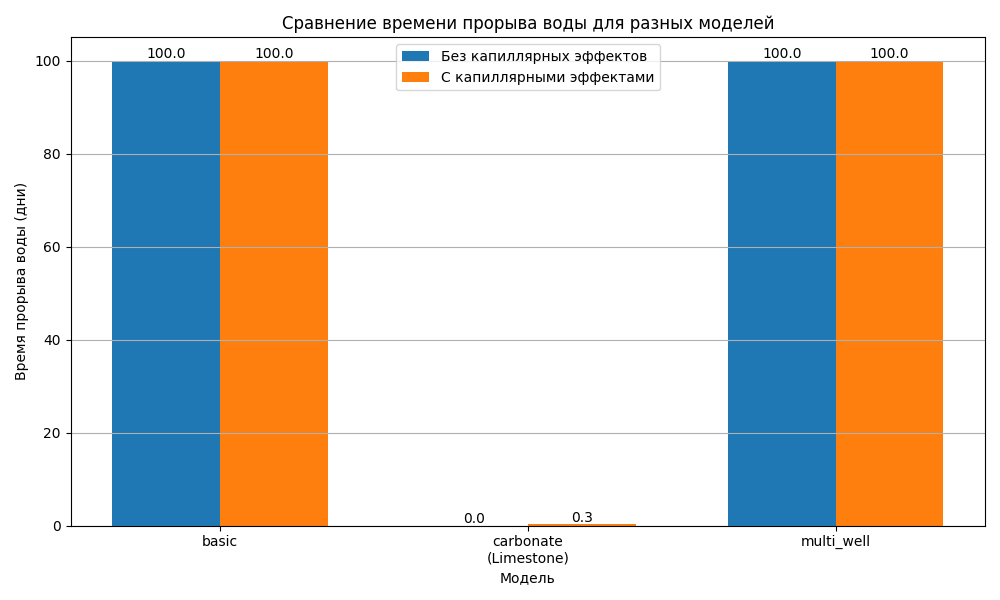 Сравнение времени прорыва воды для разных моделей
Без капиллярных эффектов
С капиллярными эффектами
100.0
100.0
0.0
0.3
100.0
100.0
Время прорыва воды (дни)
100
80
60
40
20
0
basic
carbonate
(Limestone)
multi_well
Модель